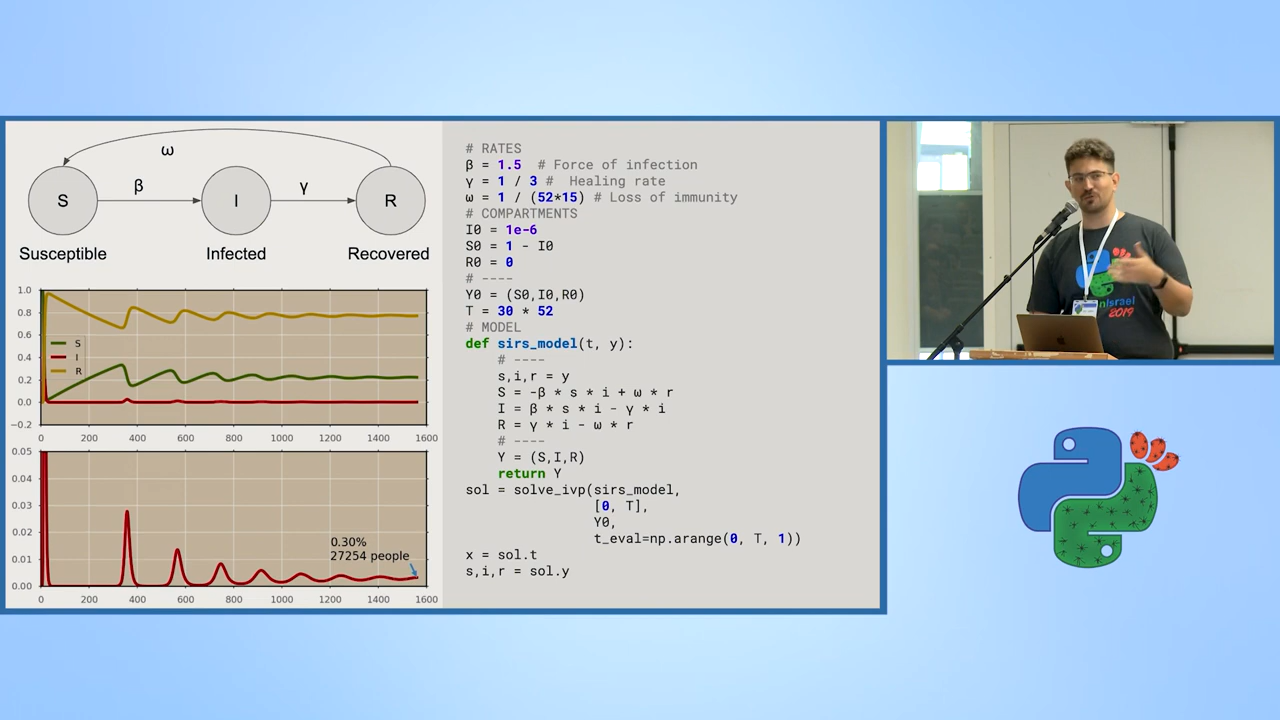 ω
β
γ
S
I
R
Susceptible
Infected
Recovered
1.0
0.8
0.6
0.4
0.2
0.0
−0.2
S
I
R
0
200
400
600
800
1000
1200
1400
1600
0.05
0.04
0.03
0.02
0.01
0.00
0.30%
27254 people
0
200
400
600
800
1000
1200
1400
1600
# RATES
β = 1.5 # Force of infection
γ = 1 / 3 # Healing rate
ω = 1 / (52*15) # Loss of immunity
# COMPARTMENTS
I0 = 1e-6
S0 = 1 - I0
R0 = 0
# ----
Y0 = (S0,I0,R0)
T = 30 * 52
# MODEL
def sirs_model(t, y):
# ----
s,i,r = y
S = -β * s * i + ω * r
I = β * s * i - γ * i
R = γ * i - ω * r
# ----
Y = (S,I,R)
return Y
sol = solve_ivp(sirs_model,
[0, T],
Y0,
t_eval=np.arange(0, T, 1))
x = sol.t
s,i,r = sol.y
nIsrael
2019